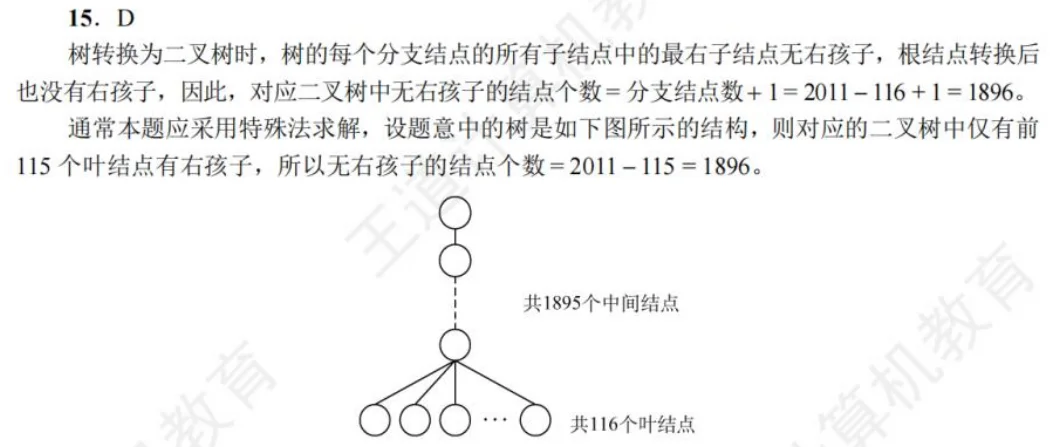 15. D
树转换为二叉树时，树的每个分支结点的所有子结点中的最右子结点无右孩子，根结点转换后
也没有右孩子，因此，对应二叉树中无右孩子的结点个数 = 分支结点数 + 1 = 2011 − 116 + 1 = 1896。
通常本题应采用特殊法求解，设题意中的树是如下图所示的结构，则对应的二叉树中仅有前
115 个叶结点有右孩子，所以无右孩子的结点个数 = 2011 − 115 = 1896。
共1895个中间结点
… 共116个叶结点
王道计算机教育
教育
算机教育